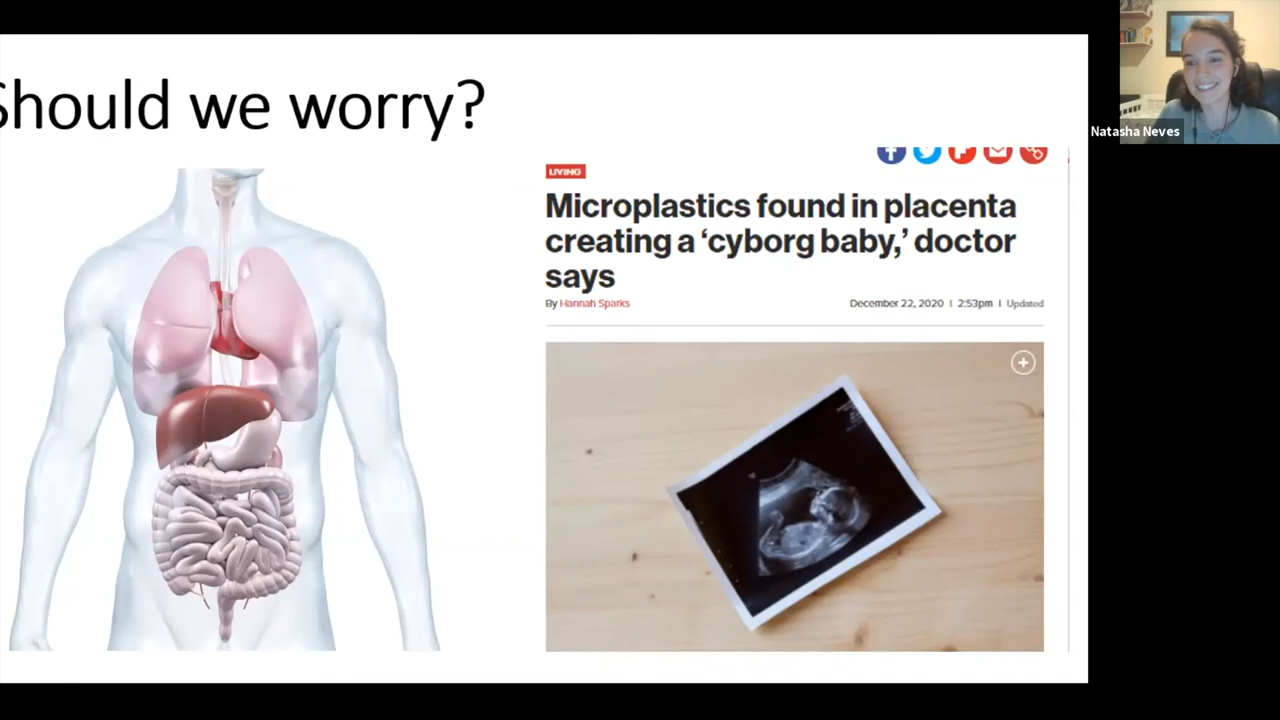 Should we worry?
Natasha Neves
LIVING
Microplastics found in placenta
creating a ‘cyborg baby,’ doctor
says
By Hannah Sparks
December 22, 2020 | 2:53pm | Updated